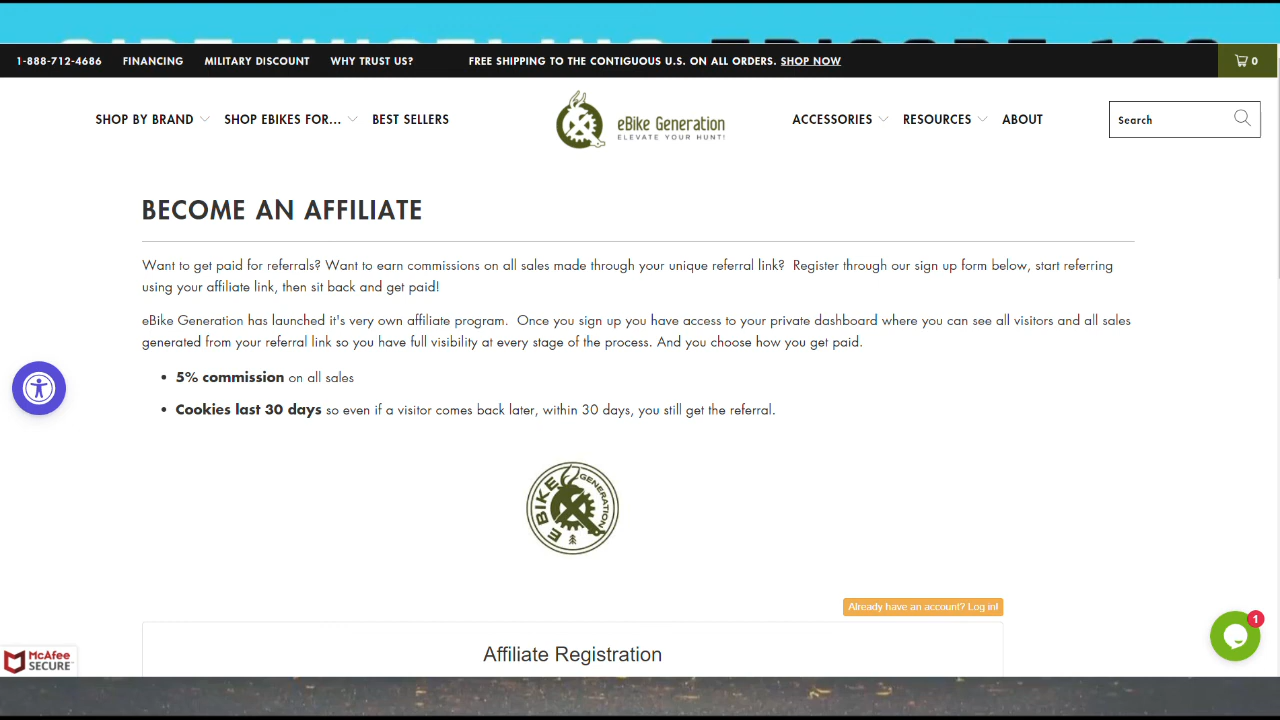 1-888-712-4686 FINANCING MILITARY DISCOUNT WHY TRUST US? FREE SHIPPING TO THE CONTIGUOUS U.S. ON ALL ORDERS. SHOP NOW 0
SHOP BY BRAND SHOP EBIKES FOR... BEST SELLERS eBike Generation ACCESSORIES RESOURCES ABOUT Search
ELEVATE YOUR HUNT!
BECOME AN AFFILIATE
Want to get paid for referrals? Want to earn commissions on all sales made through your unique referral link? Register through our sign up form below, start referring
using your affiliate link, then sit back and get paid!
eBike Generation has launched it's very own affiliate program. Once you sign up you have access to your private dashboard where you can see all visitors and all sales
generated from your referral link so you have full visibility at every stage of the process. And you choose how you get paid.
• 5% commission on all sales
• Cookies last 30 days so even if a visitor comes back later, within 30 days, you still get the referral.
EBIKE GENERATION
Already have an account? Log in!
1
Affiliate Registration
McAfee
SECURE™